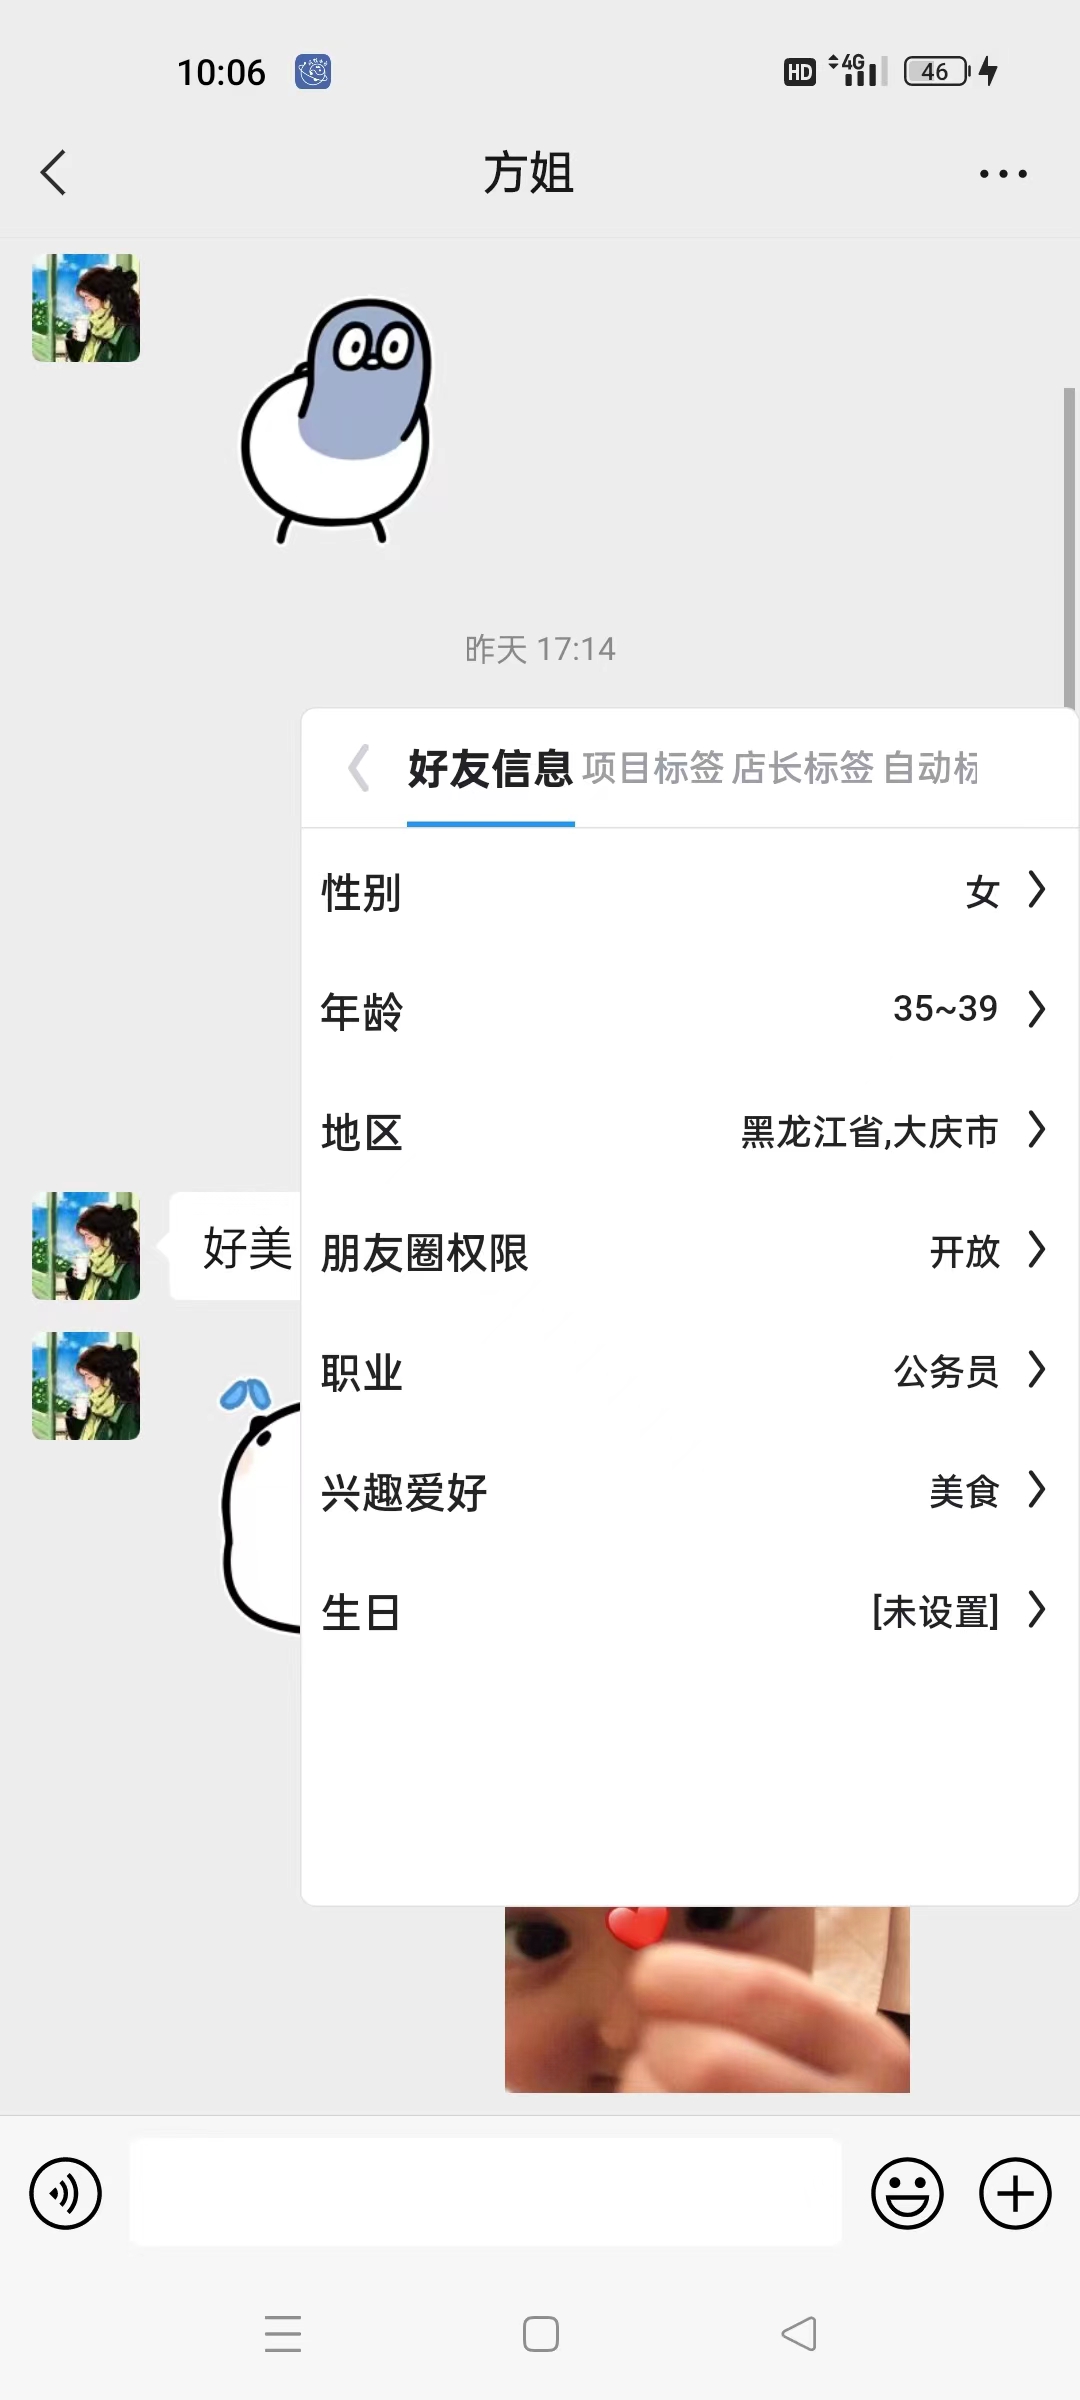 10:06
HD 4G 46
方姐
昨天 17:14
好友信息 项目标签 店长标签 自动标
性别 女
年龄 35~39
地区 黑龙江省,大庆市
好美
朋友圈权限 开放
职业 公务员
兴趣爱好 美食
生日 [未设置]